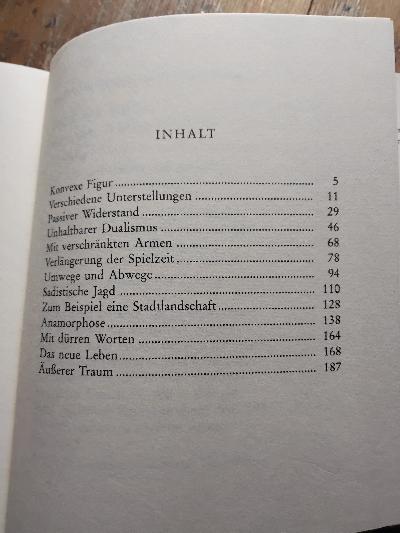 INHALT
Konvexe Figur 5
Verschiedene Unterstellungen 11
Passiver Widerstand 29
Unhaltbarer Dualismus 46
Mit verschränkten Armen 68
Verlängerung der Spielzeit 78
Umwege und Abwege 94
Sadistische Jagd 110
Zum Beispiel eine Stadtlandschaft 128
Anamorphose 138
Mit dürren Worten 164
Das neue Leben 168
Äußerer Traum 187